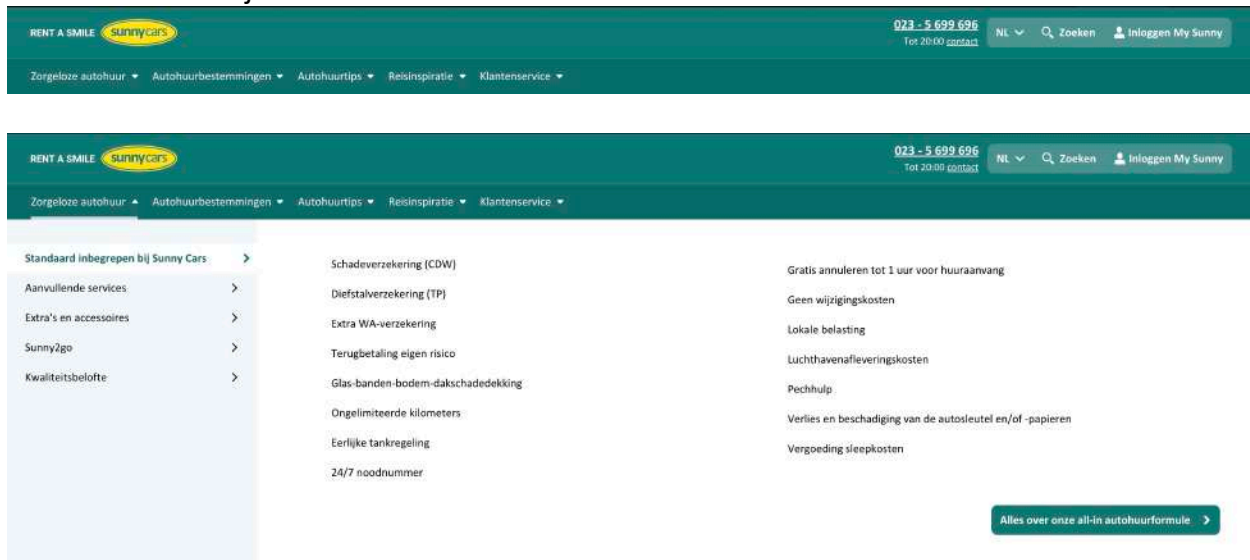 RENT A SMILE sunnycars
023 - 5 699 696
Tot 20:00 contact
NL
Zoeken
Inloggen My Sunny
Zorgeloze autohuur
Autohuurbestemmingen
Autohuurtips
Reisinspiratie
Klantenservice
RENT A SMILE sunnycars
023 - 5 699 696
Tot 20:00 contact
NL
Zoeken
Inloggen My Sunny
Zorgeloze autohuur
Autohuurbestemmingen
Autohuurtips
Reisinspiratie
Klantenservice
Standaard inbegrepen bij Sunny Cars
Aanvullende services
Extra's en accessoires
Sunny2go
Kwaliteitsbelofte
Schadeverzekering (CDW)
Diefstalverzekering (TP)
Extra WA-verzekering
Terugbetaling eigen risico
Glas-banden-bodem-dakschadedekking
Ongelimiteerde kilometers
Eerlijke tankregeling
24/7 noodnummer
Gratis annuleren tot 1 uur voor huuraanvang
Geen wijzigingskosten
Lokale belasting
Luchthavenafleveringskosten
Pechhulp
Verlies en beschadiging van de autosleutel en/of -papieren
Vergoeding sleepkosten
Alles over onze all-in autohuurformule